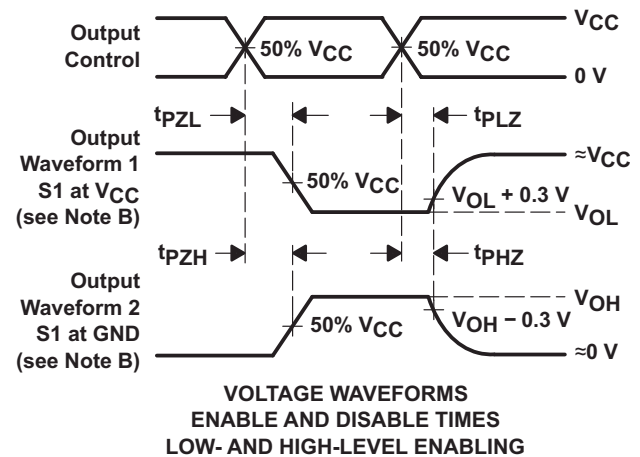 Output
Control
50% VCC
50% VCC
VCC
0 V
tPZL
tPLZ
Output
Waveform 1
S1 at VCC
(see Note B)
50% VCC
≈VCC
VOL + 0.3 V
VOL
tPZH
tPHZ
Output
Waveform 2
S1 at GND
(see Note B)
50% VCC
VOH
VOH − 0.3 V
≈0 V
VOLTAGE WAVEFORMS
ENABLE AND DISABLE TIMES
LOW- AND HIGH-LEVEL ENABLING